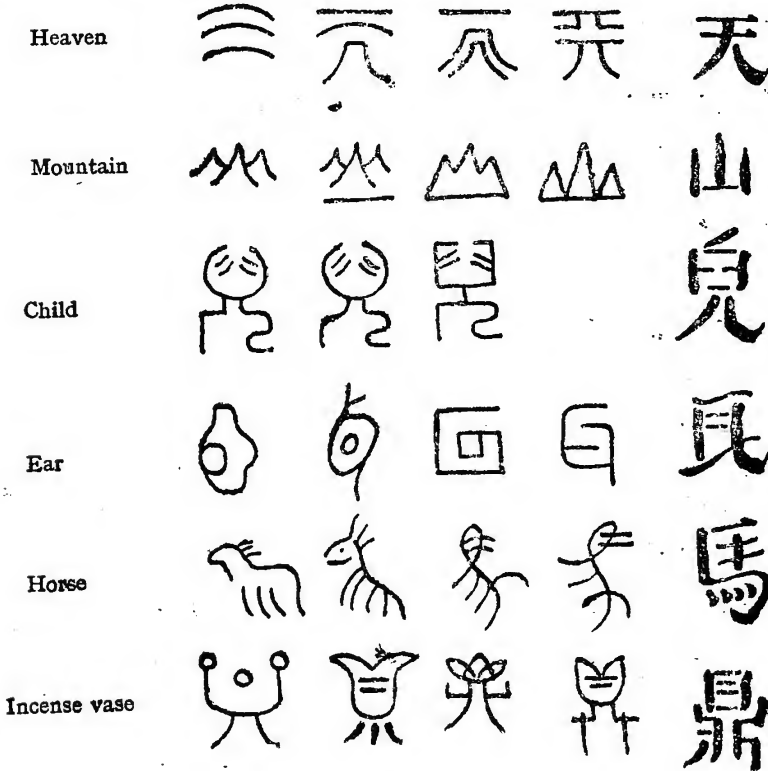 Heaven 天
Mountain 山
Child 兒
Ear 耳
Horse 馬
Incense vase 鼎